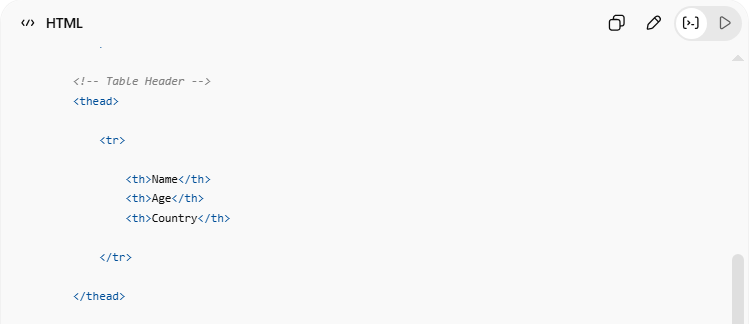 </> HTML
<!-- Table Header -->
<thead>
<tr>
<th>Name</th>
<th>Age</th>
<th>Country</th>
</tr>
</thead>